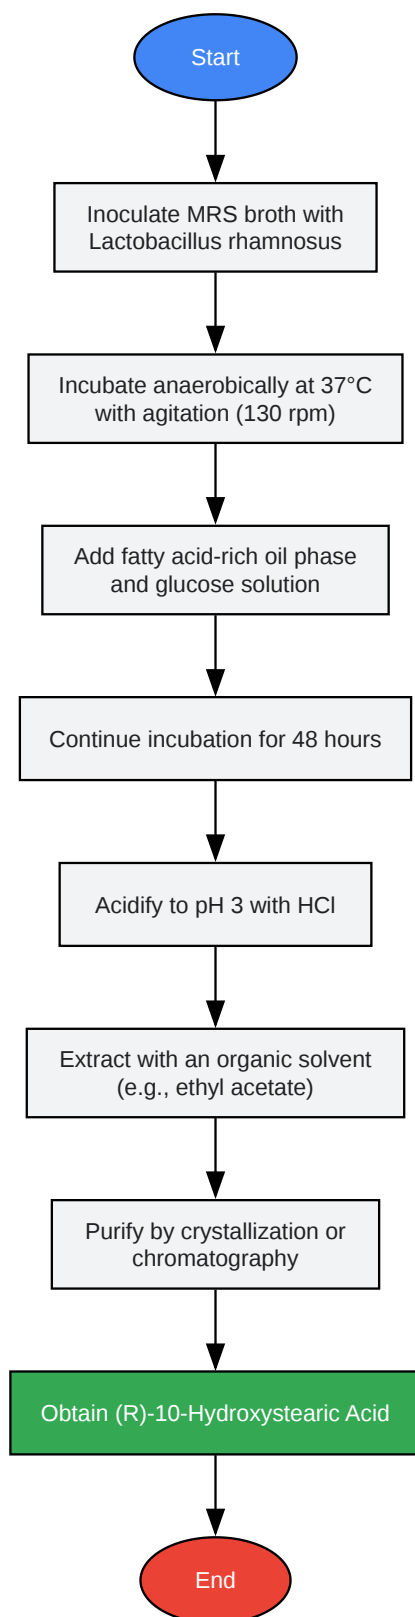 Start
Inoculate MRS broth with
Lactobacillus rhamnosus
Incubate anaerobically at 37°C
with agitation (130 rpm)
Add fatty acid-rich oil phase
and glucose solution
Continue incubation for 48 hours
Acidify to pH 3 with HCl
Extract with an organic solvent
(e.g., ethyl acetate)
Purify by crystallization or
chromatography
Obtain (R)-10-Hydroxystearic Acid
End